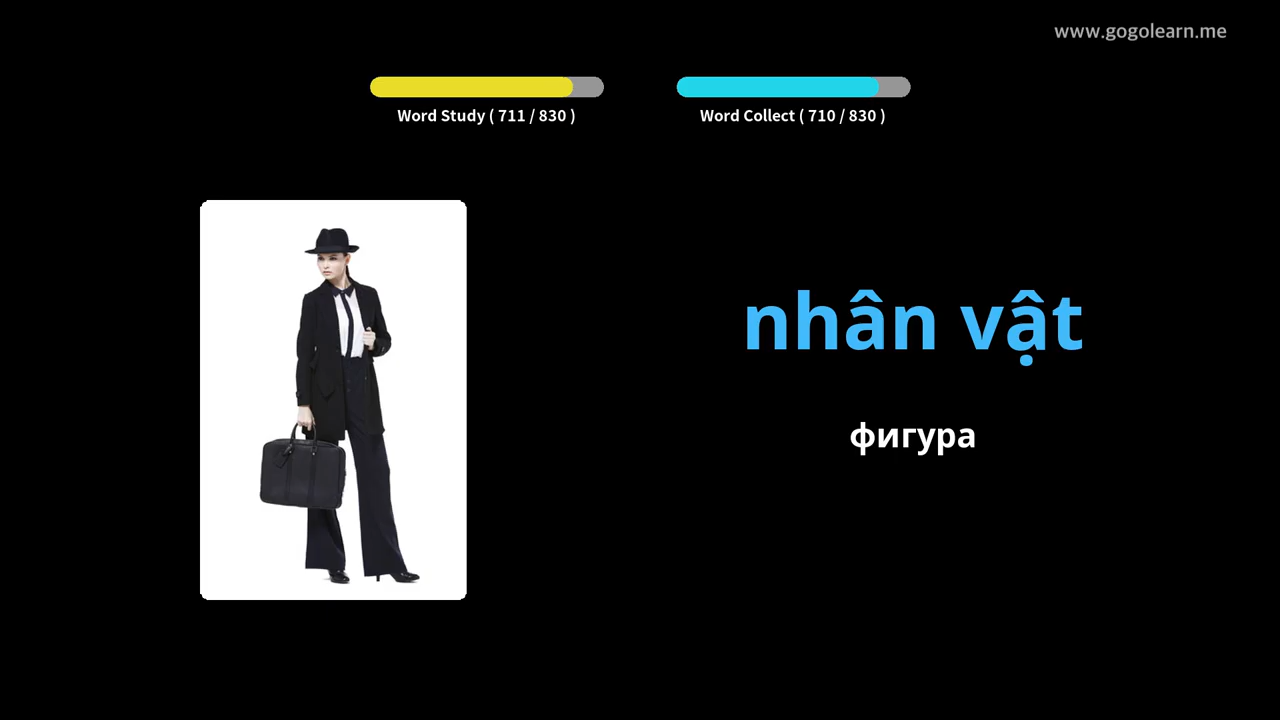 www.gogolearn.me
Word Study ( 711 / 830 )
Word Collect ( 710 / 830 )
nhân vật
фигура